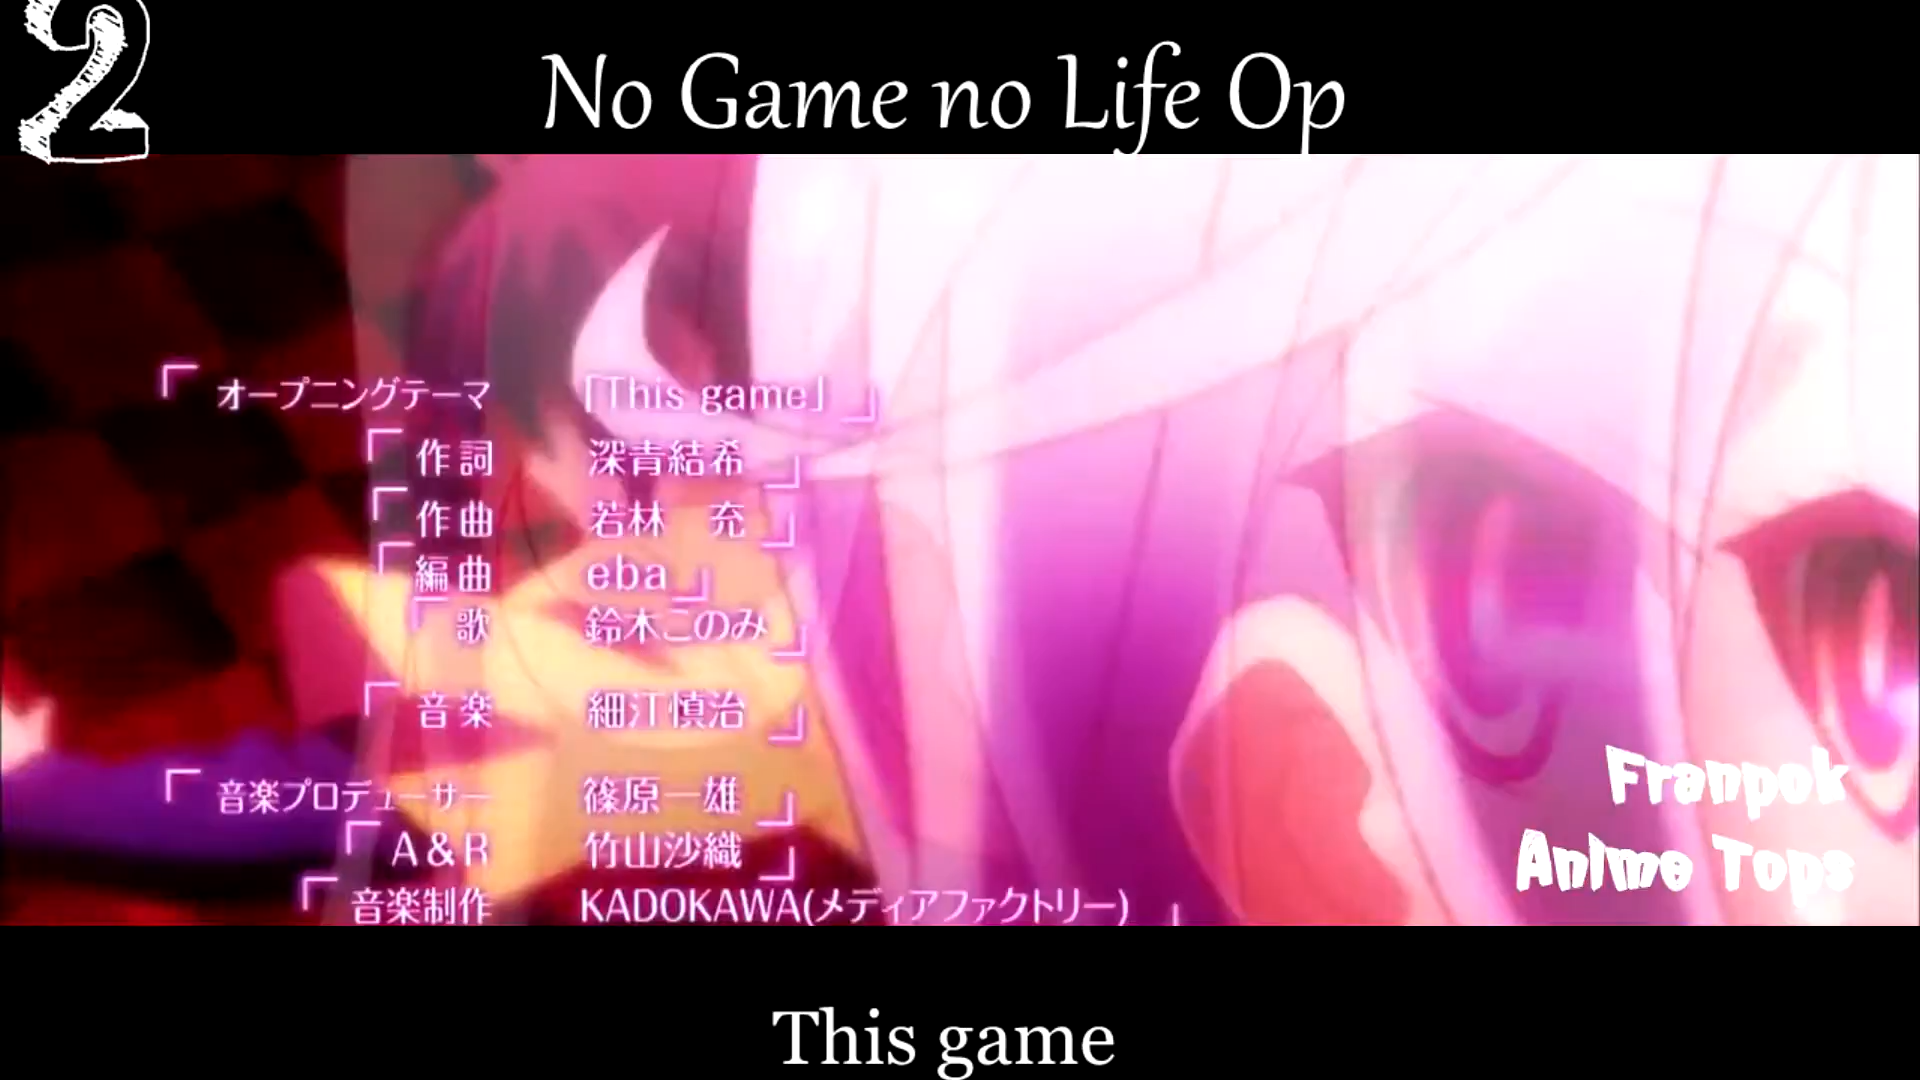 2
No Game no Life Op
オープニングテーマ 「This game」
作詞 深青結希
作曲 若林 充
編曲 eba
歌 鈴木このみ
音楽 細江慎治
音楽プロデューサー 篠原一雄
A&R 竹山沙織
音楽制作 KADOKAWA(メディアファクトリー)
Franpok
Anime Tops
This game